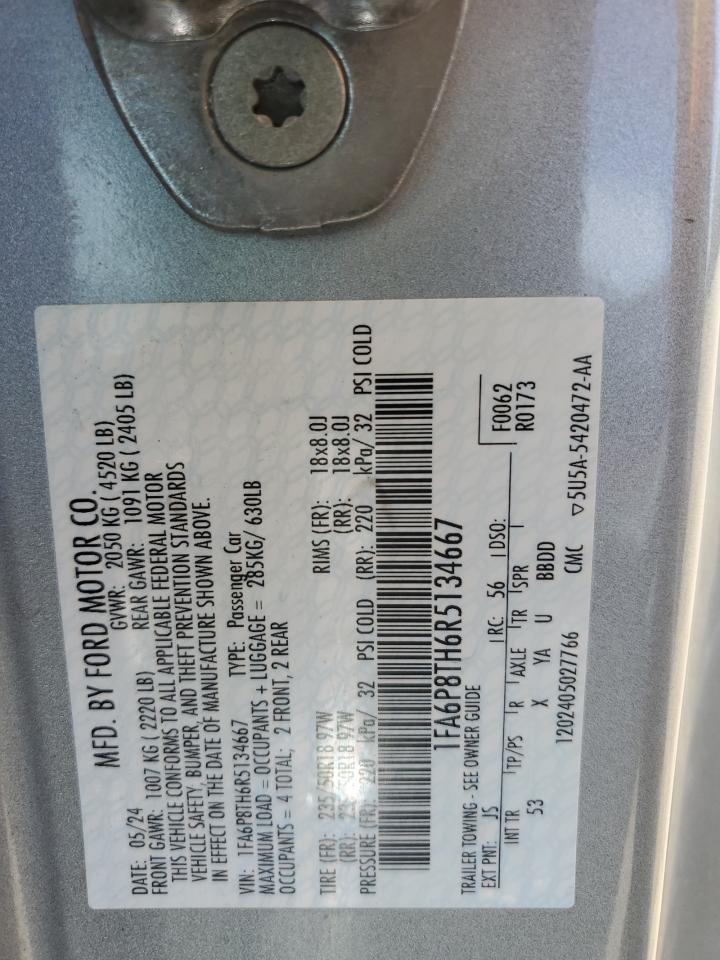 MFD. BY FORD MOTOR CO.
DATE: 05/24 GVWR: 2050 KG ( 4520 LB)
FRONT GAWR: 1007 KG ( 2220 LB) REAR GAWR: 1091 KG ( 2405 LB)
THIS VEHICLE CONFORMS TO ALL APPLICABLE FEDERAL MOTOR
VEHICLE SAFETY, BUMPER, AND THEFT PREVENTION STANDARDS
IN EFFECT ON THE DATE OF MANUFACTURE SHOWN ABOVE.
VIN: 1FA6P8TH6R5134667 TYPE: Passenger Car
MAXIMUM LOAD = OCCUPANTS + LUGGAGE = 285KG/ 630LB
OCCUPANTS = 4 TOTAL; 2 FRONT, 2 REAR
TIRE (FR): 235/50R18 97W RIMS (FR): 18x8.0J
(RR): 235/50R18 97W (RR): 18x8.0J
PRESSURE (FR): 220 kPa/ 32 PSI COLD (RR): 220 kPa/ 32 PSI COLD
1FA6P8TH6R5134667
TRAILER TOWING - SEE OWNER GUIDE
EXT PNT: JS RC: 56 DSO: F0062
INT TR TP/PS R AXLE TR SPR R0173
53 X YA U BBDD
1202405027766 CMC ▽5U5A-5420472-AA